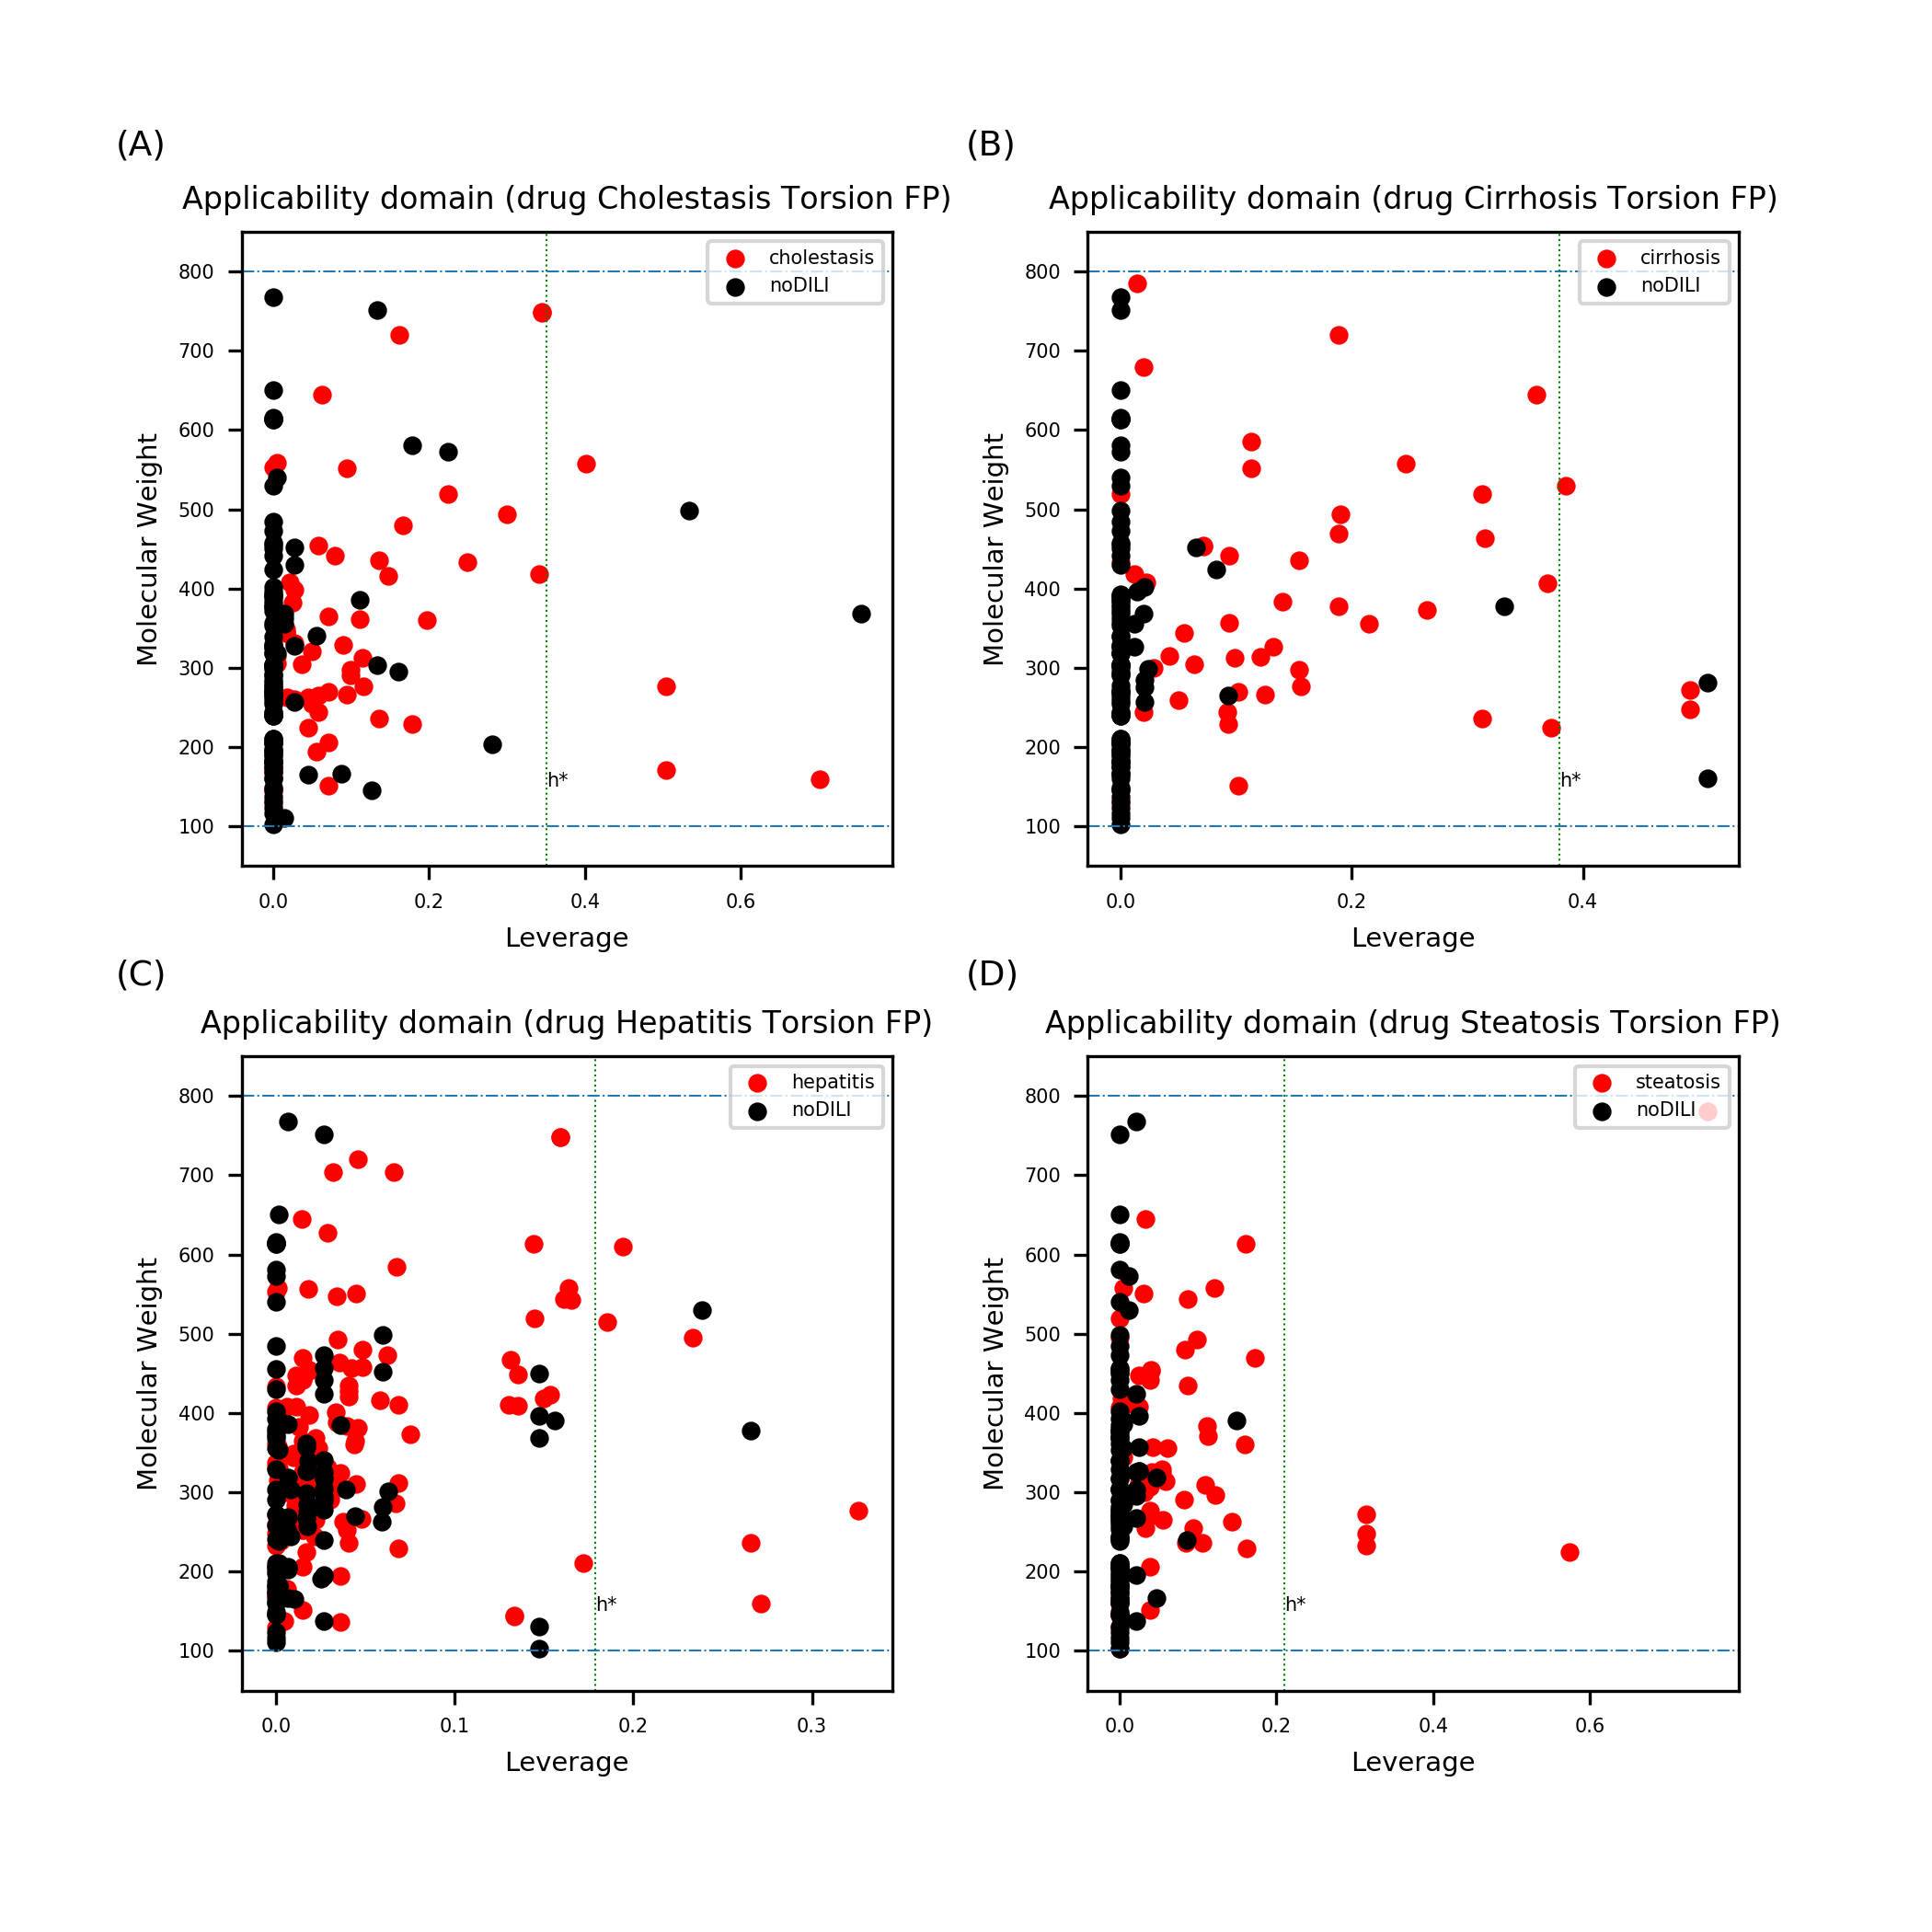 (A)
Applicability domain (drug Cholestasis Torsion FP)
cholestasis
noDILI
Molecular Weight
800
700
600
500
400
300
200
100
h*
0.0 0.2 0.4 0.6
Leverage
(B)
Applicability domain (drug Cirrhosis Torsion FP)
cirrhosis
noDILI
Molecular Weight
800
700
600
500
400
300
200
100
h*
0.0 0.2 0.4
Leverage
(C)
Applicability domain (drug Hepatitis Torsion FP)
hepatitis
noDILI
Molecular Weight
800
700
600
500
400
300
200
100
h*
0.0 0.1 0.2 0.3
Leverage
(D)
Applicability domain (drug Steatosis Torsion FP)
steatosis
noDILI
Molecular Weight
800
700
600
500
400
300
200
100
h*
0.0 0.2 0.4 0.6
Leverage